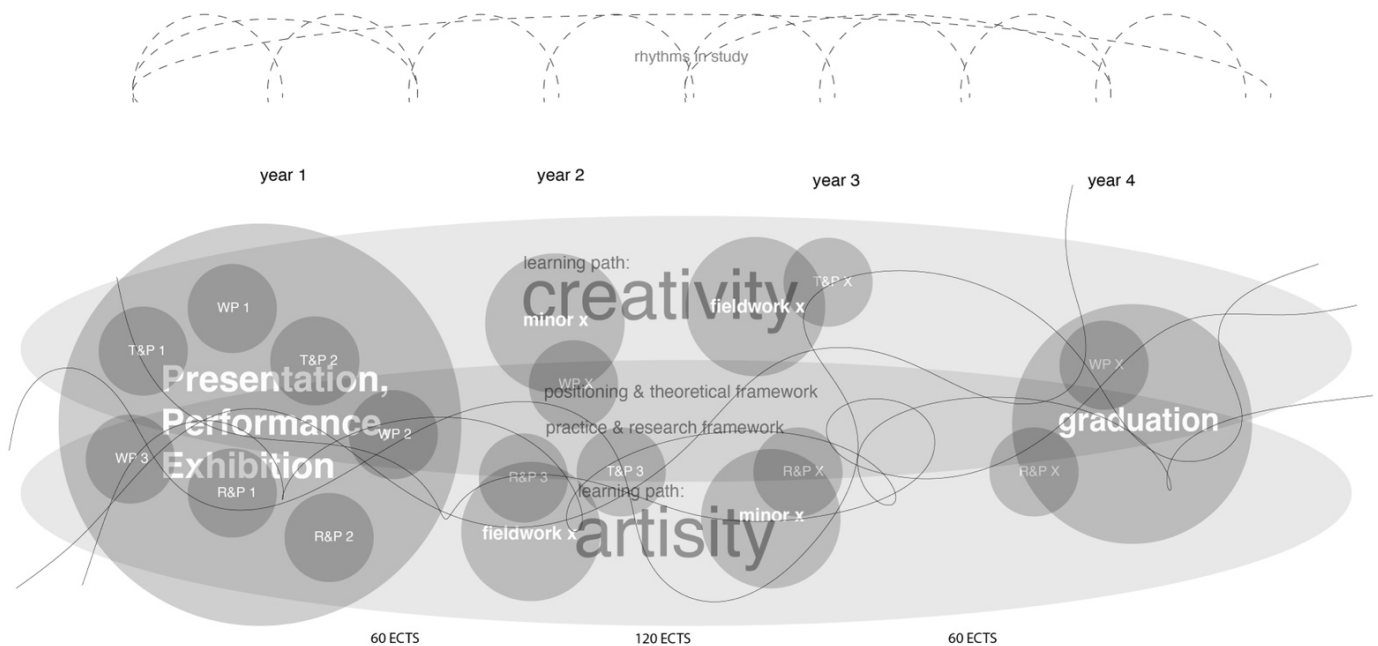 rhythms in study
year 1
year 2
year 3
year 4
learning path:
creativity
minor x
fieldwork x
T&P X
WP 1
T&P 1
T&P 2
WP X
WP X
Presentation,
Performance
Exhibition
positioning & theoretical framework
practice & research framework
graduation
WP 2
WP 3
R&P 1
R&P 2
R&P 3
T&P 3
R&P X
R&P X
learning path:
artisity
fieldwork x
minor x
60 ECTS
120 ECTS
60 ECTS